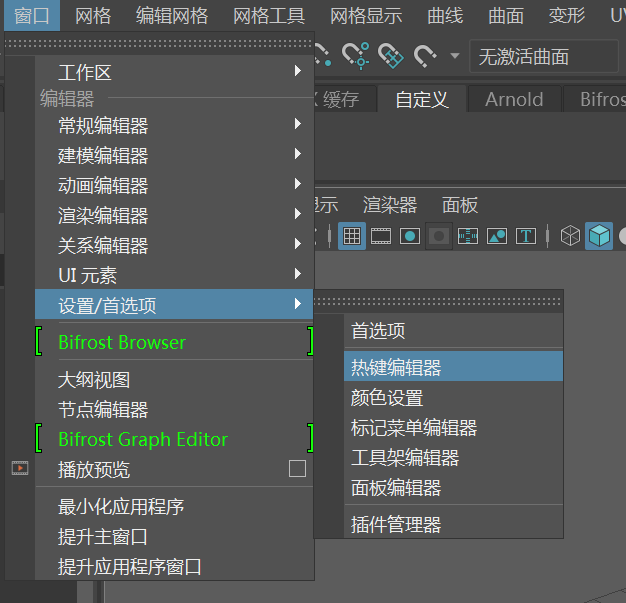 窗口 网格 编辑网格 网格工具 网格显示 曲线 曲面 变形 UV
无激活曲面
工作区
缓存 自定义 Arnold Bifros
编辑器
常规编辑器
建模编辑器
动画编辑器
渲染编辑器
显示 渲染器 面板
关系编辑器
UI 元素
设置/首选项
首选项
Bifrost Browser
热键编辑器
大纲视图
颜色设置
节点编辑器
标记菜单编辑器
Bifrost Graph Editor
工具架编辑器
播放预览
面板编辑器
最小化应用程序
插件管理器
提升主窗口
提升应用程序窗口